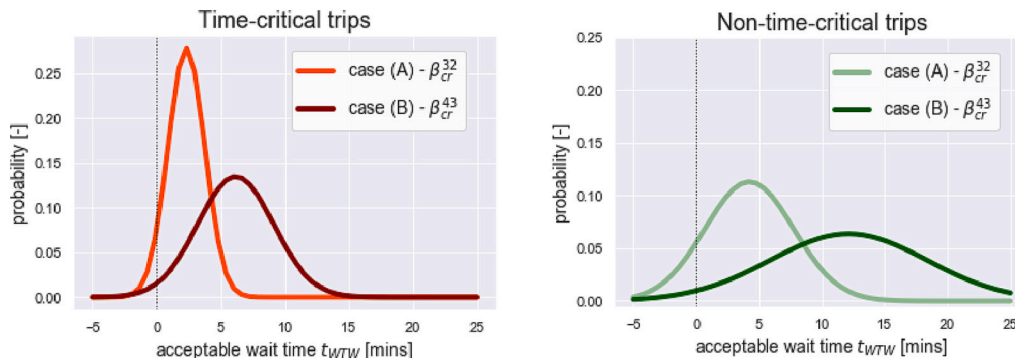 Time-critical trips
0.25
0.20
0.15
0.10
0.05
0.00
probability [-]
case (A) - β_cr^32
case (B) - β_cr^43
−5 0 5 10 15 20 25
acceptable wait time t_WTW [mins]
Non-time-critical trips
0.25
0.20
0.15
0.10
0.05
0.00
probability [-]
case (A) - β_cr^32
case (B) - β_cr^43
−5 0 5 10 15 20 25
acceptable wait time t_WTW [mins]